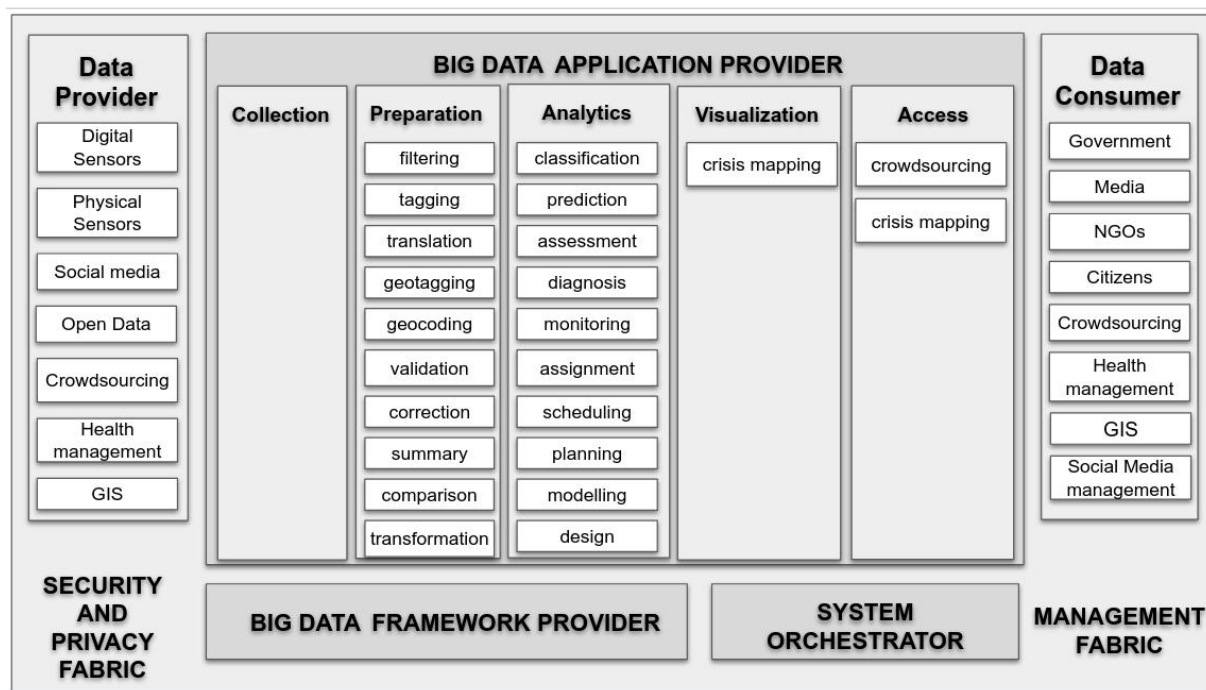 Data
Provider
Digital
Sensors
Physical
Sensors
Social media
Open Data
Crowdsourcing
Health
management
GIS
SECURITY
AND
PRIVACY
FABRIC
BIG DATA APPLICATION PROVIDER
Collection
Preparation
filtering
tagging
translation
geotagging
geocoding
validation
correction
summary
comparison
transformation
Analytics
classification
prediction
assessment
diagnosis
monitoring
assignment
scheduling
planning
modelling
design
Visualization
crisis mapping
Access
crowdsourcing
crisis mapping
BIG DATA FRAMEWORK PROVIDER
SYSTEM
ORCHESTRATOR
Data
Consumer
Government
Media
NGOs
Citizens
Crowdsourcing
Health
management
GIS
Social Media
management
MANAGEMENT
FABRIC